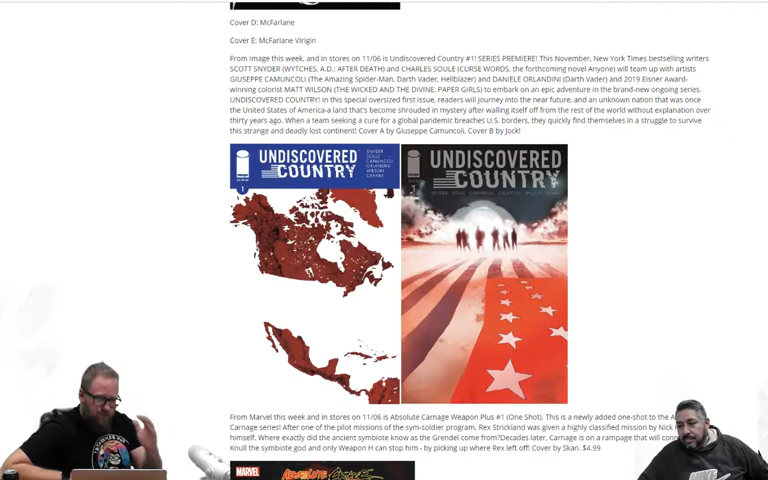 Cover D: McFarlane
Cover E: McFarlane Virigin
From Image this week, and in stores on 11/06 is Undiscovered Country #1! SERIES PREMIERE! This November, New York Times bestselling writers
SCOTT SNYDER (WYTCHES, A.D.: AFTER DEATH) and CHARLES SOULE (CURSE WORDS, the forthcoming novel Anyone) will team up with artists
GIUSEPPE CAMUNCOLI (The Amazing Spider-Man, Darth Vader, Hellblazer) and DANIELE ORLANDINI (Darth Vader) and 2019 Eisner Award-
winning colorist MATT WILSON (THE WICKED AND THE DIVINE, PAPER GIRLS) to embark on an epic adventure in the brand-new ongoing series.
UNDISCOVERED COUNTRY! In this special oversized first issue, readers will journey into the near future, and an unknown nation that was once
the United States of America-a land that's become shrouded in mystery after walling itself off from the rest of the world without explanation over
thirty years ago. When a team seeking a cure for a global pandemic breaches U.S. borders, they quickly find themselves in a struggle to survive
this strange and deadly lost continent! Cover A by Giuseppe Camuncoli, Cover B by Jock!
UNDISCOVERED
COUNTRY
SNYDER
SOULE
CAMUNCOLI
ORLANDINI
WILSON
CRANK!
1
UNDISCOVERED
COUNTRY
1
From Marvel this week and in stores on 11/06 is Absolute Carnage Weapon Plus #1 (One Shot). This is a newly added one-shot to the A
Carnage series! After one of the pilot missions of the sym-soldier program, Rex Strickland was given a highly classified mission by Nick F
himself. Where exactly did the ancient symbiote know as the Grendel come from?Decades later, Carnage is on a rampage that will con
Knull the symbiote god and only Weapon H can stop him - by picking up where Rex left off! Cover by Skan. $4.99
MARVEL
ABSOLUTE